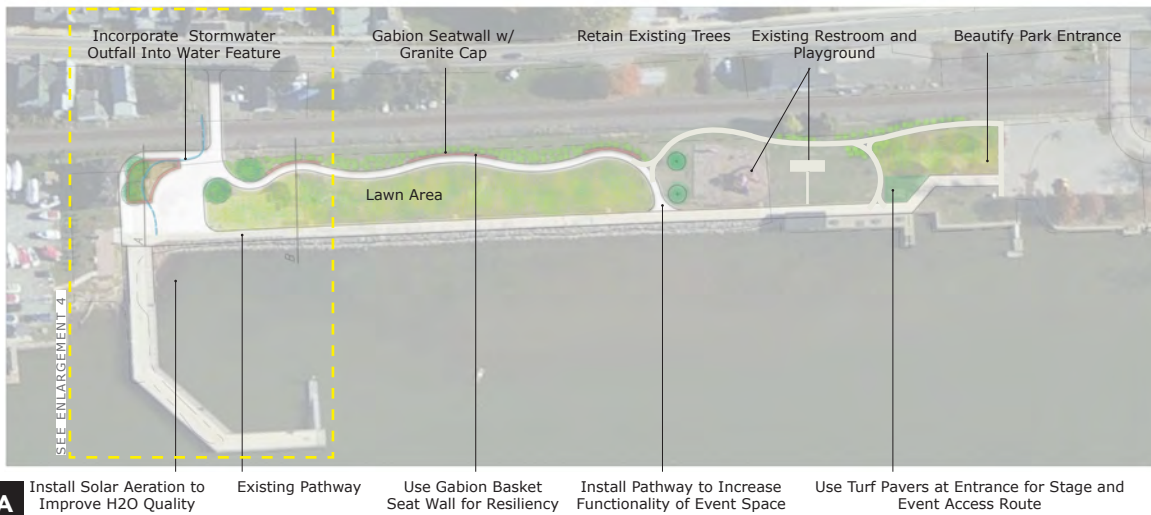 Incorporate Stormwater
Outfall Into Water Feature
Gabion Seatwall w/
Granite Cap
Retain Existing Trees
Existing Restroom and
Playground
Beautify Park Entrance
Lawn Area
A
B
SEE ENLARGEMENT 4
A
Install Solar Aeration to
Improve H2O Quality
Existing Pathway
Use Gabion Basket
Seat Wall for Resiliency
Install Pathway to Increase
Functionality of Event Space
Use Turf Pavers at Entrance for Stage and
Event Access Route